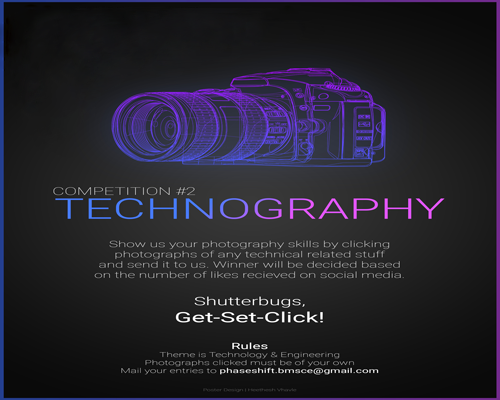 COMPETITION #2
TECHNOGRAPHY
Show us your photography skills by clicking
photographs of any technical related stuff
and send it to us. Winner will be decided based
on the number of likes recieved on social media.
Shutterbugs,
Get-Set-Click!
Rules
Theme is Technology & Engineering
Photographs clicked must be of your own
Mail your entries to phaseshift.bmsce@gmail.com
Poster Design |